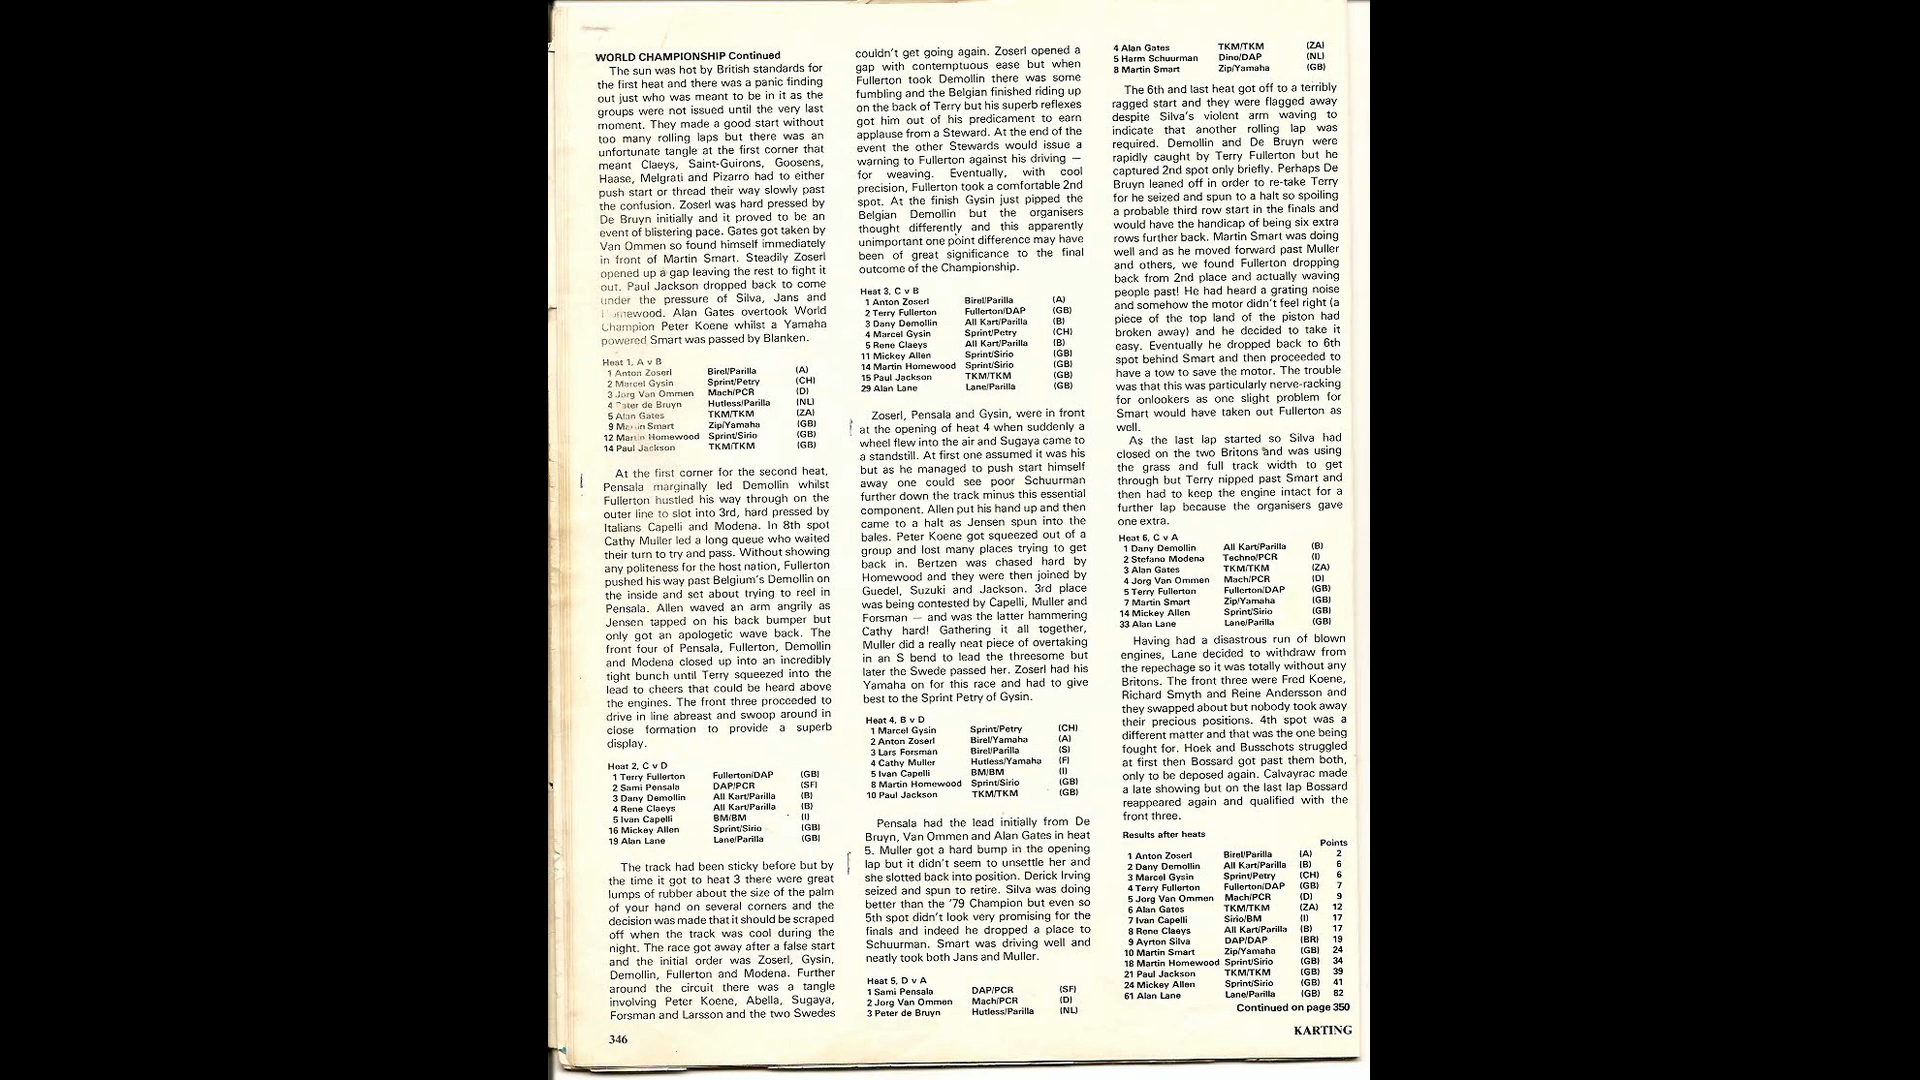 WORLD CHAMPIONSHIP Continued
The sun was hot by British standards for
the first heat and there was a panic finding
out just who was meant to be in it as the
groups were not issued until the very last
moment. They made a good start without
too many rolling laps but there was an
unfortunate tangle at the first corner that
meant Claeys, Saint-Guirons, Goosens,
Haase, Melgrati and Pizarro had to either
push start or thread their way slowly past
the confusion. Zoserl was hard pressed by
De Bruyn initially and it proved to be an
event of blistering pace. Gates got taken by
Van Ommen so found himself immediately
in front of Martin Smart. Steadily Zoserl
opened up a gap leaving the rest to fight it
out. Paul Jackson dropped back to come
under the pressure of Silva, Jans and
Homewood. Alan Gates overtook World
Champion Peter Koene whilst a Yamaha
powered Smart was passed by Blanken.
Heat 1, A v B
1 Anton Zoserl Birel/Parilla (A)
2 Marcel Gysin Sprint/Petry (CH)
3 Jorg Van Ommen Mach/PCR (D)
4 Peter de Bruyn Hutless/Parilla (NL)
5 Alan Gates TKM/TKM (ZA)
9 Martin Smart Zip/Yamaha (GB)
12 Martin Homewood Sprint/Sirio (GB)
14 Paul Jackson TKM/TKM (GB)
At the first corner for the second heat,
Pensala marginally led Demollin whilst
Fullerton hustled his way through on the
outer line to slot into 3rd, hard pressed by
Italians Capelli and Modena. In 8th spot
Cathy Muller led a long queue who waited
their turn to try and pass. Without showing
any politeness for the host nation, Fullerton
pushed his way past Belgium's Demollin on
the inside and set about trying to reel in
Pensala. Allen waved an arm angrily as
Jensen tapped on his back bumper but
only got an apologetic wave back. The
front four of Pensala, Fullerton, Demollin
and Modena closed up into an incredibly
tight bunch until Terry squeezed into the
lead to cheers that could be heard above
the engines. The front three proceeded to
drive in line abreast and swoop around in
close formation to provide a superb
display.
Heat 2, C v D
1 Terry Fullerton Fullerton/DAP (GB)
2 Sami Pensala DAP/PCR (SF)
3 Dany Demollin All Kart/Parilla (B)
4 Rene Claeys All Kart/Parilla (B)
5 Ivan Capelli BM/BM (I)
16 Mickey Allen Sprint/Sirio (GB)
19 Alan Lane Lane/Parilla (GB)
The track had been sticky before but by
the time it got to heat 3 there were great
lumps of rubber about the size of the palm
of your hand on several corners and the
decision was made that it should be scraped
off when the track was cool during the
night. The race got away after a false start
and the initial order was Zoserl, Gysin,
Demollin, Fullerton and Modena. Further
around the circuit there was a tangle
involving Peter Koene, Abella, Sugaya,
Forsman and Larsson and the two Swedes
346
couldn't get going again. Zoserl opened a
gap with contemptuous ease but when
Fullerton took Demollin there was some
fumbling and the Belgian finished riding up
on the back of Terry but his superb reflexes
got him out of his predicament to earn
applause from a Steward. At the end of the
event the other Stewards would issue a
warning to Fullerton against his driving —
for weaving. Eventually, with cool
precision, Fullerton took a comfortable 2nd
spot. At the finish Gysin just pipped the
Belgian Demollin but the organisers
thought differently and this apparently
unimportant one point difference may have
been of great significance to the final
outcome of the Championship.
Heat 3, C v B
1 Anton Zoserl Birel/Parilla (A)
2 Terry Fullerton Fullerton/DAP (GB)
3 Dany Demollin All Kart/Parilla (B)
4 Marcel Gysin Sprint/Petry (CH)
5 Rene Claeys All Kart/Parilla (B)
11 Mickey Allen Sprint/Sirio (GB)
14 Martin Homewood Sprint/Sirio (GB)
15 Paul Jackson TKM/TKM (GB)
29 Alan Lane Lane/Parilla (GB)
Zoserl, Pensala and Gysin, were in front
at the opening of heat 4 when suddenly a
wheel flew into the air and Sugaya came to
a standstill. At first one assumed it was his
but as he managed to push start himself
away one could see poor Schuurman
further down the track minus this essential
component. Allen put his hand up and then
came to a halt as Jensen spun into the
bales. Peter Koene got squeezed out of a
group and lost many places trying to get
back in. Bertzen was chased hard by
Homewood and they were then joined by
Guedel, Suzuki and Jackson. 3rd place
was being contested by Capelli, Muller and
Forsman — and was the latter hammering
Cathy hard! Gathering it all together,
Muller did a really neat piece of overtaking
in an S bend to lead the threesome but
later the Swede passed her. Zoserl had his
Yamaha on for this race and had to give
best to the Sprint Petry of Gysin.
Heat 4, B v D
1 Marcel Gysin Sprint/Petry (CH)
2 Anton Zoserl Birel/Yamaha (A)
3 Lars Forsman Birel/Parilla (S)
4 Cathy Muller Hutless/Yamaha (F)
5 Ivan Capelli BM/BM (I)
8 Martin Homewood Sprint/Sirio (GB)
10 Paul Jackson TKM/TKM (GB)
Pensala had the lead initially from De
Bruyn, Van Ommen and Alan Gates in heat
5. Muller got a hard bump in the opening
lap but it didn't seem to unsettle her and
she slotted back into position. Derick Irving
seized and spun to retire. Silva was doing
better than the '79 Champion but even so
5th spot didn't look very promising for the
finals and indeed he dropped a place to
Schuurman. Smart was driving well and
neatly took both Jans and Muller.
Heat 5, D v A
1 Sami Pensala DAP/PCR (SF)
2 Jorg Van Ommen Mach/PCR (D)
3 Peter de Bruyn Hutless/Parilla (NL)
4 Alan Gates TKM/TKM (ZA)
5 Harm Schuurman Dino/DAP (NL)
8 Martin Smart Zip/Yamaha (GB)
The 6th and last heat got off to a terribly
ragged start and they were flagged away
despite Silva's violent arm waving to
indicate that another rolling lap was
required. Demollin and De Bruyn were
rapidly caught by Terry Fullerton but he
captured 2nd spot only briefly. Perhaps De
Bruyn leaned off in order to re-take Terry
for he seized and spun to a halt so spoiling
a probable third row start in the finals and
would have the handicap of being six extra
rows further back. Martin Smart was doing
well and as he moved forward past Muller
and others, we found Fullerton dropping
back from 2nd place and actually waving
people past! He had heard a grating noise
and somehow the motor didn't feel right (a
piece of the top land of the piston had
broken away) and he decided to take it
easy. Eventually he dropped back to 6th
spot behind Smart and then proceeded to
have a tow to save the motor. The trouble
was that this was particularly nerve-racking
for onlookers as one slight problem for
Smart would have taken out Fullerton as
well.
As the last lap started so Silva had
closed on the two Britons and was using
the grass and full track width to get
through but Terry nipped past Smart and
then had to keep the engine intact for a
further lap because the organisers gave
one extra.
Heat 6, C v A
1 Dany Demollin All Kart/Parilla (B)
2 Stefano Modena Techno/PCR (I)
3 Alan Gates TKM/TKM (ZA)
4 Jorg Van Ommen Mach/PCR (D)
5 Terry Fullerton Fullerton/DAP (GB)
7 Martin Smart Zip/Yamaha (GB)
14 Mickey Allen Sprint/Sirio (GB)
33 Alan Lane Lane/Parilla (GB)
Having had a disastrous run of blown
engines, Lane decided to withdraw from
the repechage so it was totally without any
Britons. The front three were Fred Koene,
Richard Smyth and Reine Andersson and
they swapped about but nobody took away
their precious positions. 4th spot was a
different matter and that was the one being
fought for. Hoek and Busschots struggled
at first then Bossard got past them both,
only to be deposed again. Calvayrac made
a late showing but on the last lap Bossard
reappeared again and qualified with the
front three.
Results after heats
Points
1 Anton Zoserl Birel/Parilla (A) 2
2 Dany Demollin All Kart/Parilla (B) 6
3 Marcel Gysin Sprint/Petry (CH) 6
4 Terry Fullerton Fullerton/DAP (GB) 7
5 Jorg Van Ommen Mach/PCR (D) 9
6 Alan Gates TKM/TKM (ZA) 12
7 Ivan Capelli Sirio/BM (I) 17
8 Rene Claeys All Kart/Parilla (B) 17
9 Ayrton Silva DAP/DAP (BR) 19
10 Martin Smart Zip/Yamaha (GB) 24
18 Martin Homewood Sprint/Sirio (GB) 34
21 Paul Jackson TKM/TKM (GB) 39
24 Mickey Allen Sprint/Sirio (GB) 41
61 Alan Lane Lane/Parilla (GB) 82
Continued on page 350
KARTING